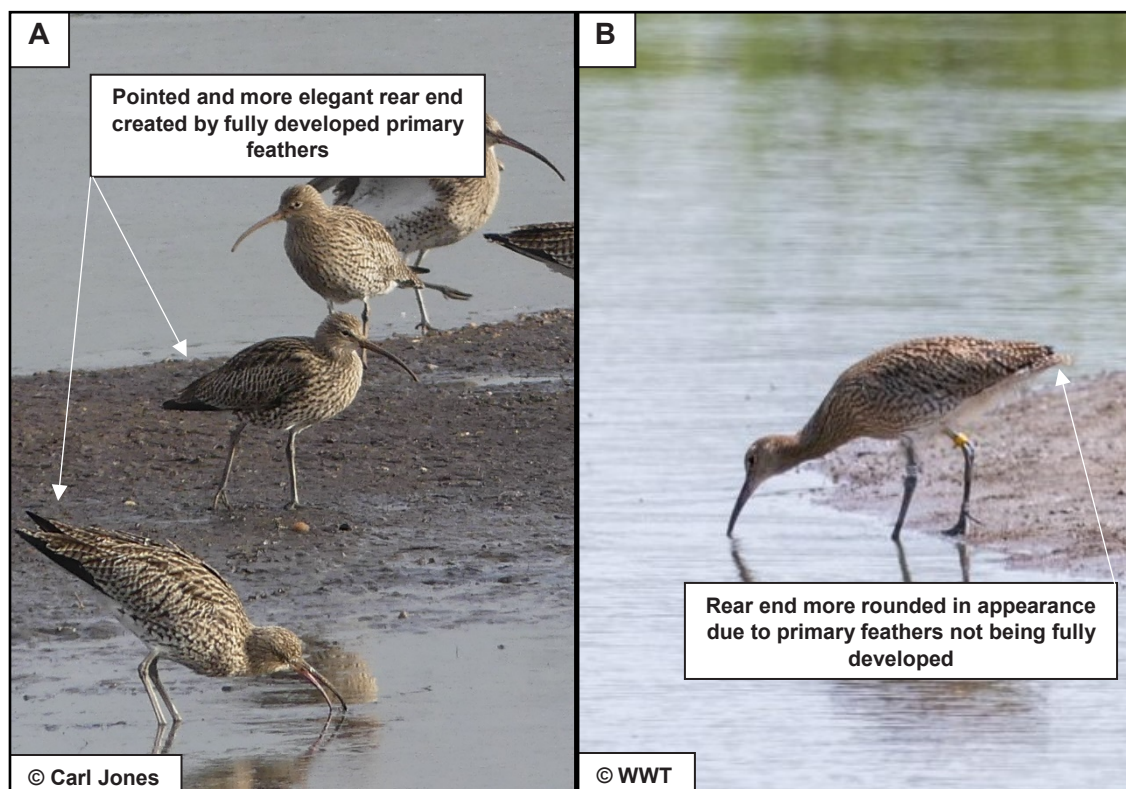 A
Pointed and more elegant rear end
created by fully developed primary
feathers
© Carl Jones
B
Rear end more rounded in appearance
due to primary feathers not being fully
developed
© WWT